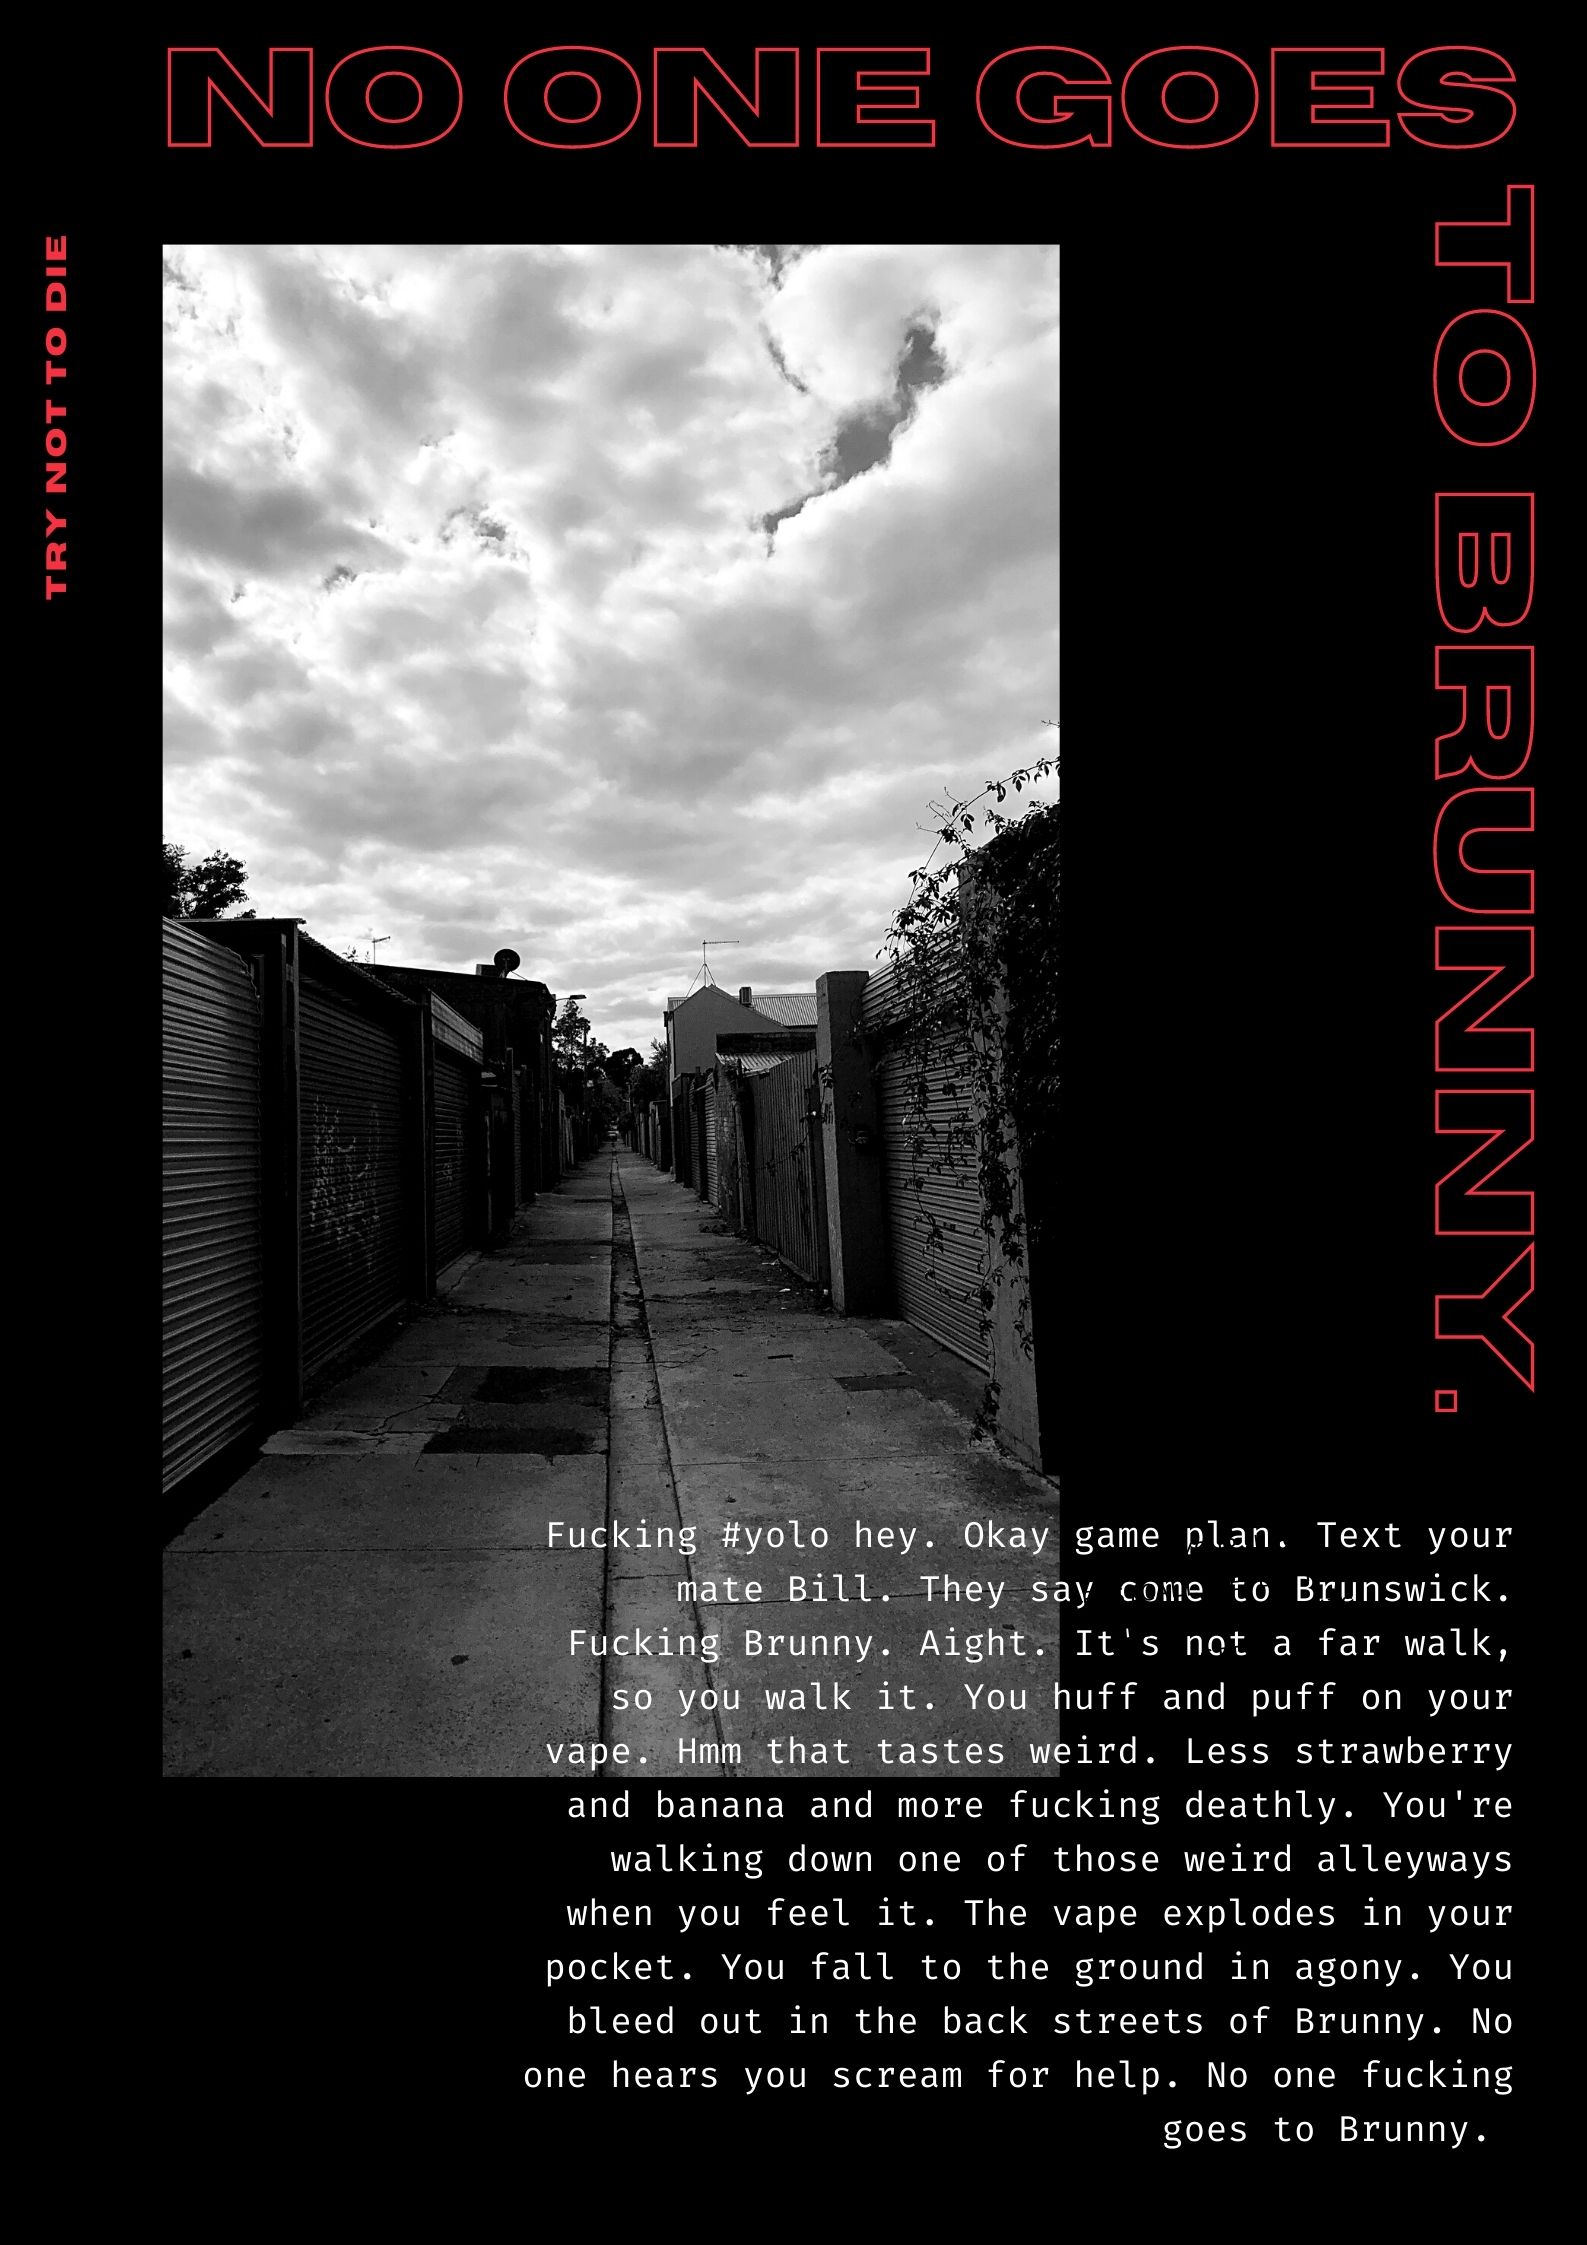 NO ONE GOES
TO BRUNNY.
TRY NOT TO DIE
Fucking #yolo hey. Okay game plan. Text your
mate Bill. They say come to Brunswick.
Fucking Brunny. Aight. It's not a far walk,
so you walk it. You huff and puff on your
vape. Hmm that tastes weird. Less strawberry
and banana and more fucking deathly. You're
walking down one of those weird alleyways
when you feel it. The vape explodes in your
pocket. You fall to the ground in agony. You
bleed out in the back streets of Brunny. No
one hears you scream for help. No one fucking
goes to Brunny.